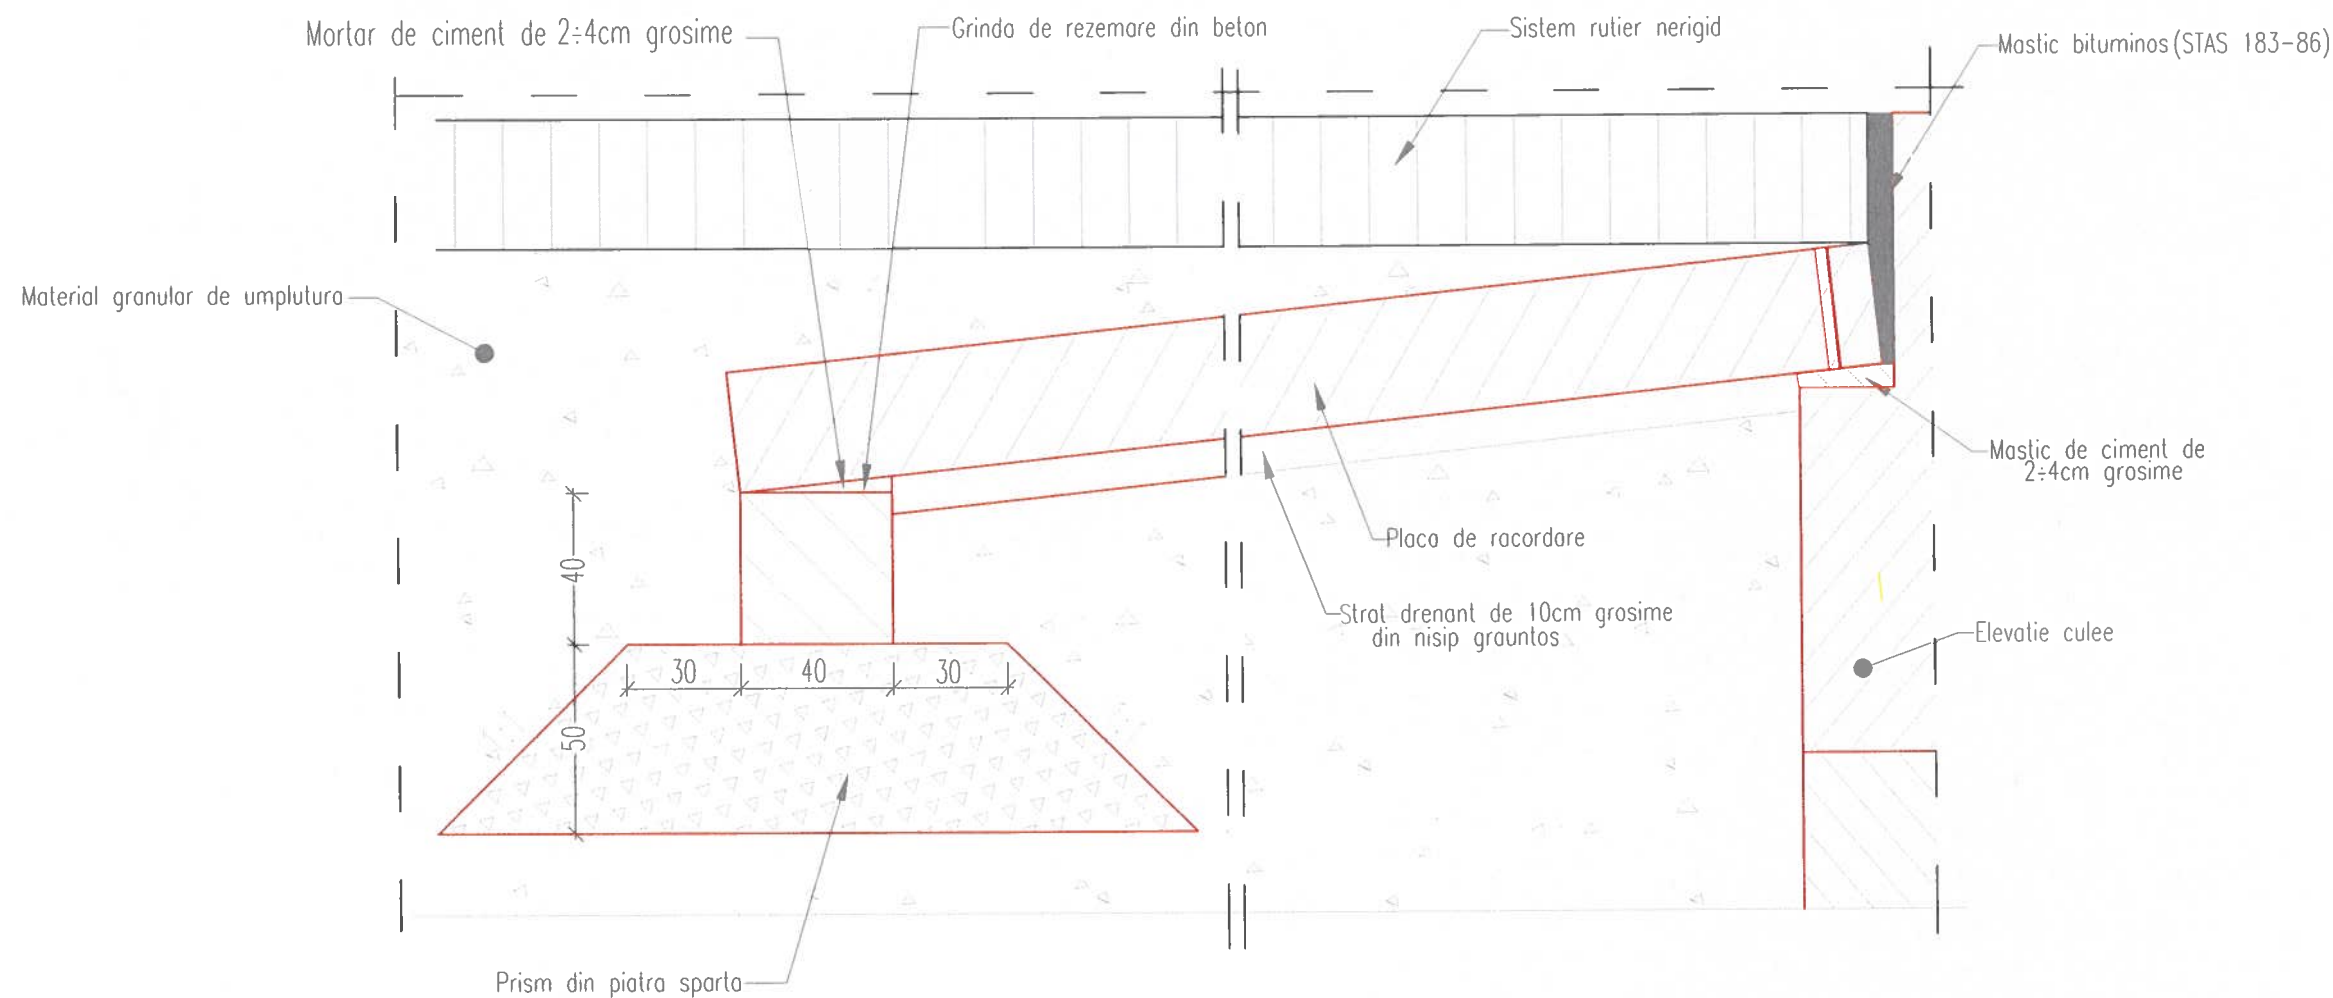 Mortar de ciment de 2÷4cm grosime
Grinda de rezemare din beton
Sistem rutier nerigid
Mastic bituminos(STAS 183-86)
Material granular de umplutura
Mastic de ciment de
2÷4cm grosime
Placa de racordare
40
Strat drenant de 10cm grosime
din nisip grauntos
Elevatie culee
30
40
30
50
Prism din piatra sparta